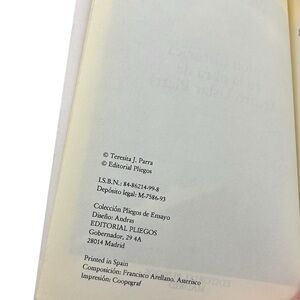 © Teresita J. Parra
© Editorial Pliegos
I.S.B.N.: 84-86214-99-8
Depósito legal: M-7586-93
Colección Pliegos de Ensayo
Diseño: Andras
EDITORIAL PLIEGOS
Gobernador, 29 4A
28014 Madrid
Printed in Spain
Composición: Francisco Arellano, Asterisco
Impresión: Coopegraf